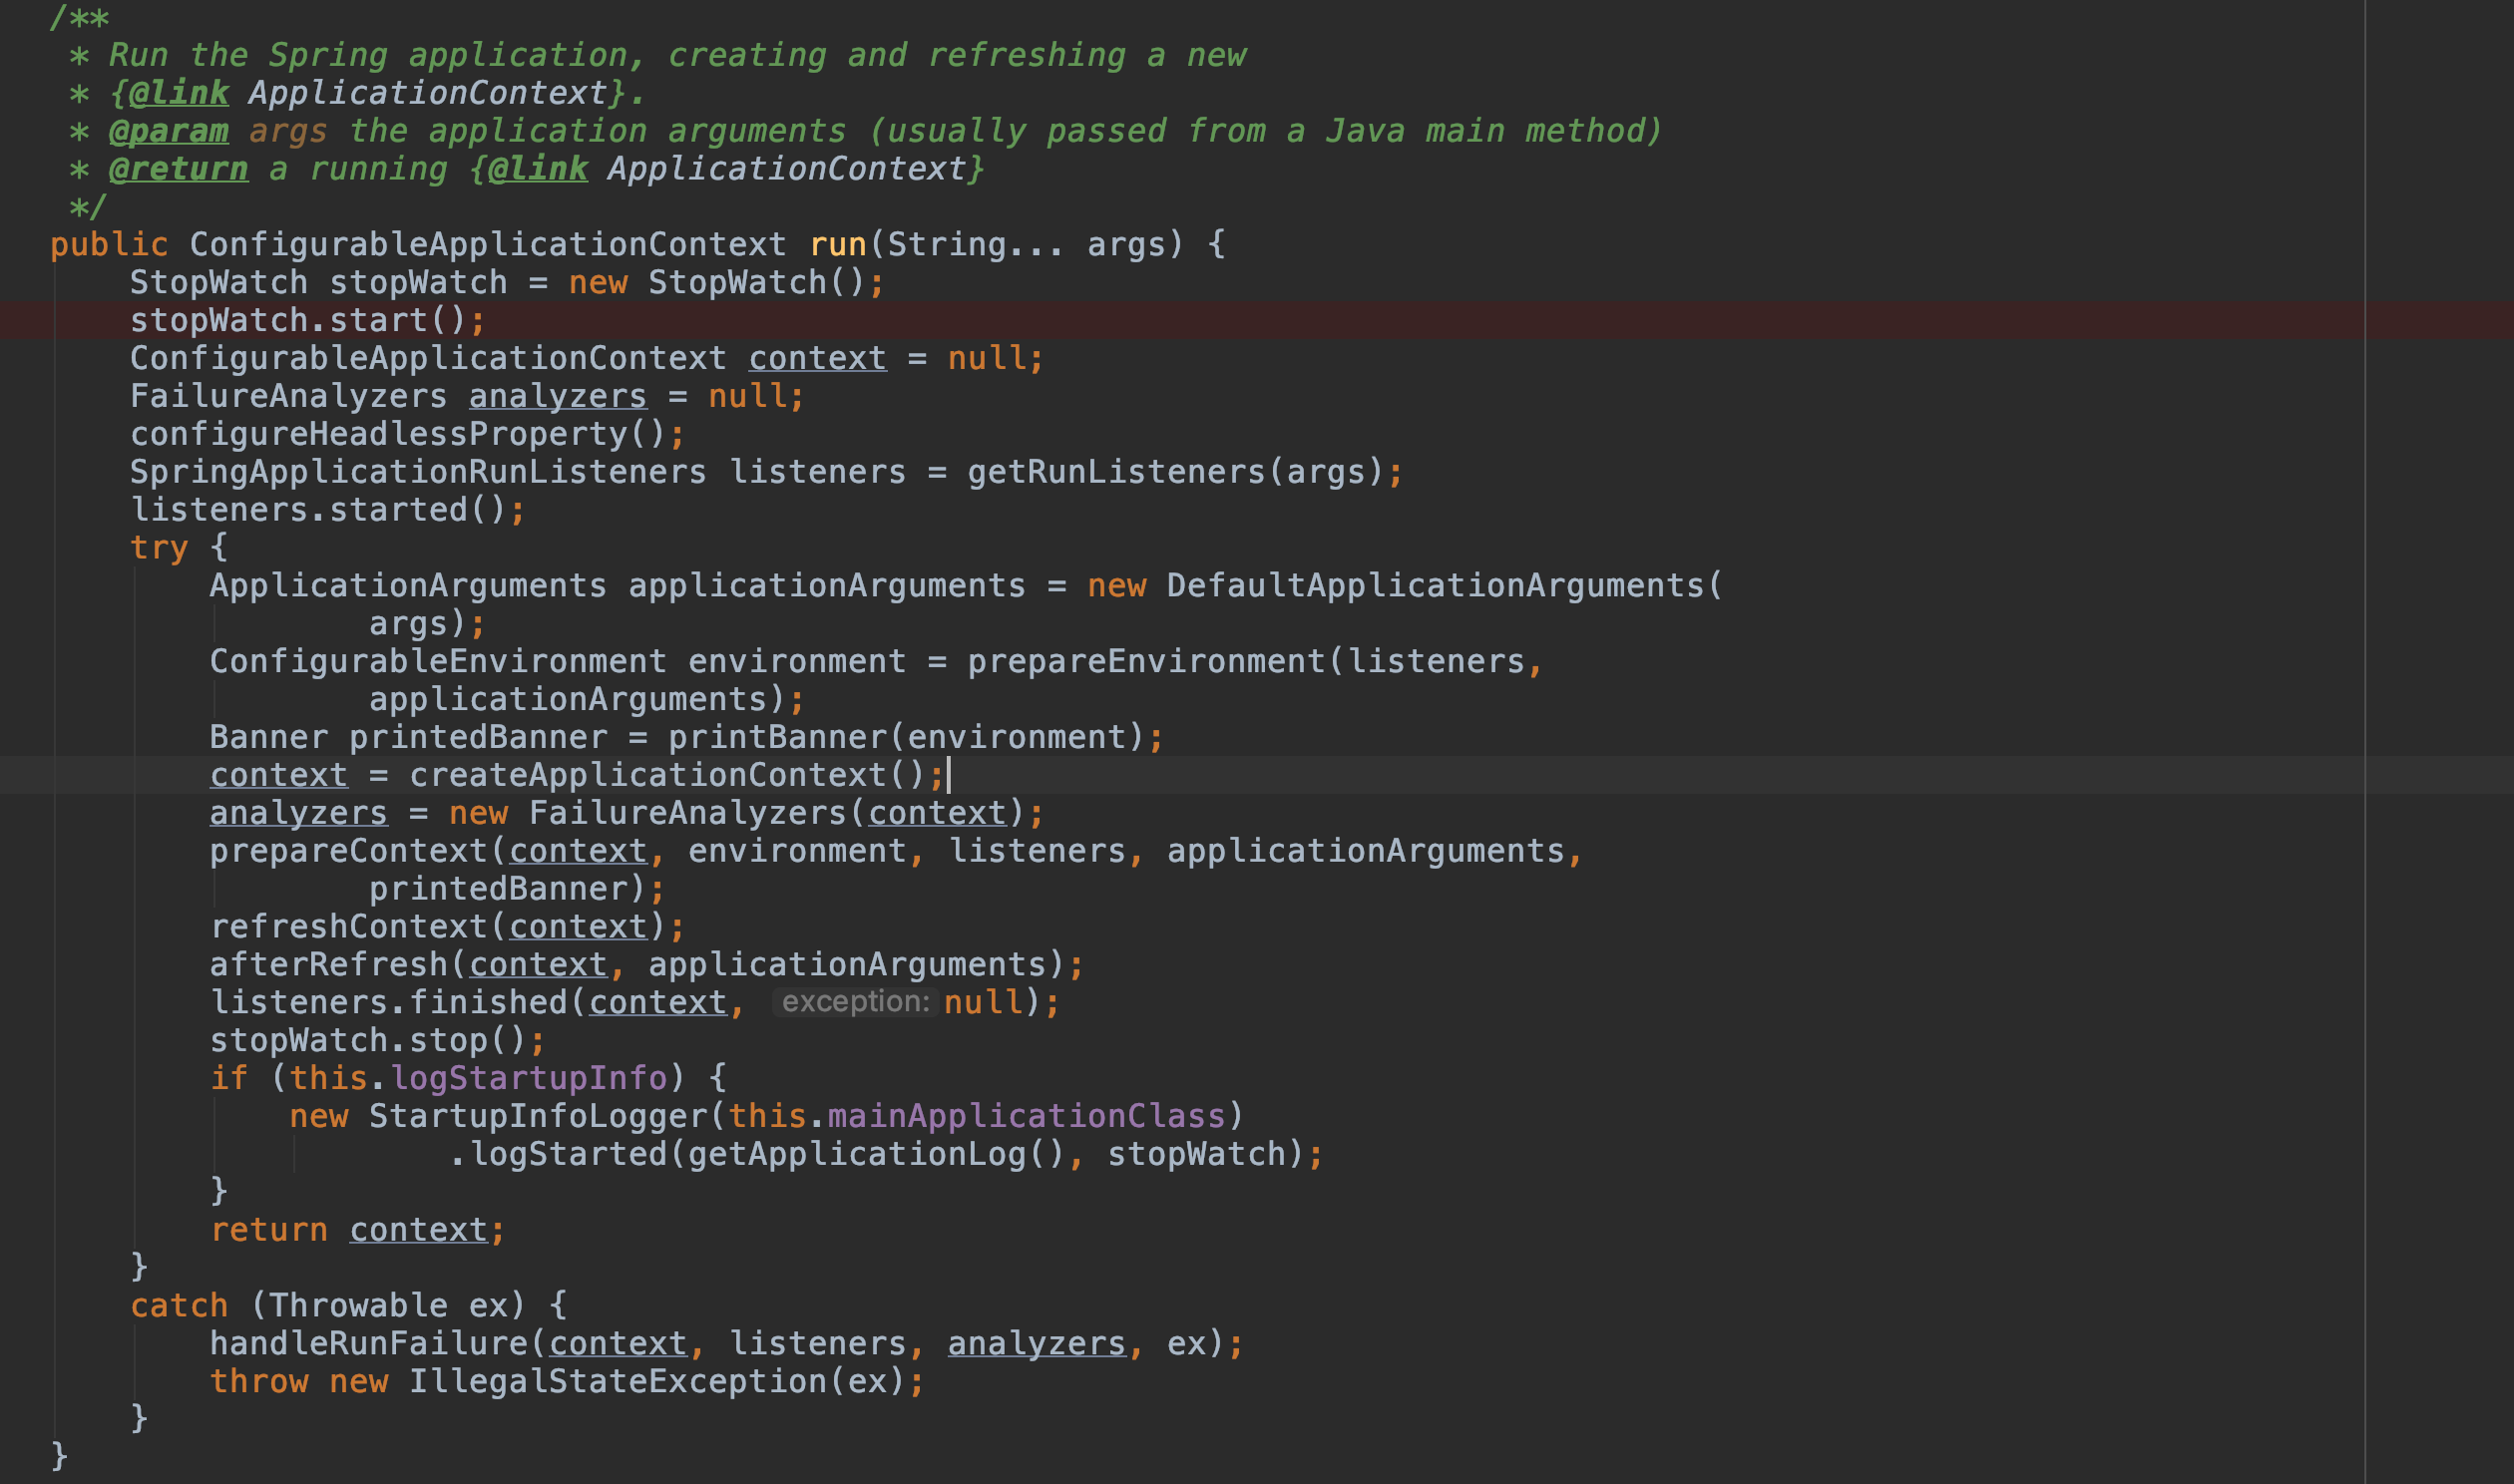 /**
 * Run the Spring application, creating and refreshing a new
 * {@link ApplicationContext}.
 * @param args the application arguments (usually passed from a Java main method)
 * @return a running {@link ApplicationContext}
 */
public ConfigurableApplicationContext run(String... args) {
    StopWatch stopWatch = new StopWatch();
    stopWatch.start();
    ConfigurableApplicationContext context = null;
    FailureAnalyzers analyzers = null;
    configureHeadlessProperty();
    SpringApplicationRunListeners listeners = getRunListeners(args);
    listeners.started();
    try {
        ApplicationArguments applicationArguments = new DefaultApplicationArguments(
                args);
        ConfigurableEnvironment environment = prepareEnvironment(listeners,
                applicationArguments);
        Banner printedBanner = printBanner(environment);
        context = createApplicationContext();
        analyzers = new FailureAnalyzers(context);
        prepareContext(context, environment, listeners, applicationArguments,
                printedBanner);
        refreshContext(context);
        afterRefresh(context, applicationArguments);
        listeners.finished(context, exception: null);
        stopWatch.stop();
        if (this.logStartupInfo) {
            new StartupInfoLogger(this.mainApplicationClass)
                    .logStarted(getApplicationLog(), stopWatch);
        }
        return context;
    }
    catch (Throwable ex) {
        handleRunFailure(context, listeners, analyzers, ex);
        throw new IllegalStateException(ex);
    }
}